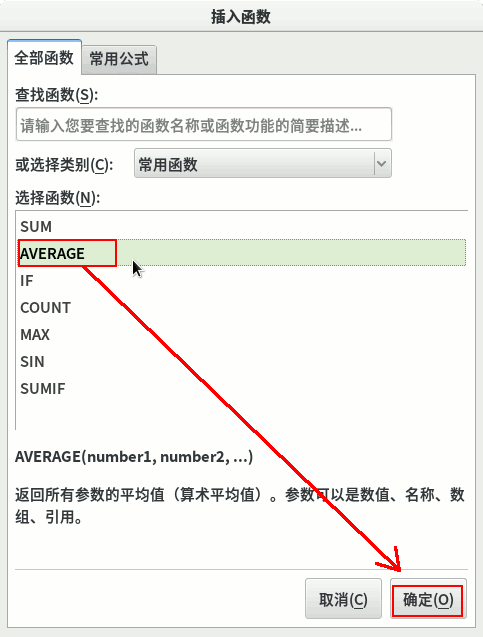 插入函数
全部函数 常用公式
查找函数(S):
请输入您要查找的函数名称或函数功能的简要描述...
或选择类别(C): 常用函数
选择函数(N):
SUM
AVERAGE
IF
COUNT
MAX
SIN
SUMIF
AVERAGE(number1, number2, ...)
返回所有参数的平均值（算术平均值）。参数可以是数值、名称、数
组、引用。
取消(C) 确定(O)